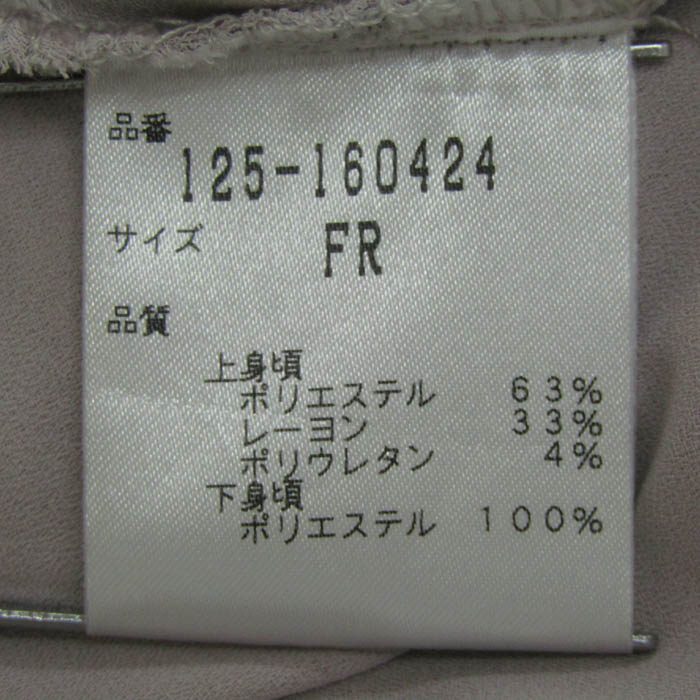 品番
125-160424
サイズ FR
品質
上身頃
ポリエステル 63%
レーヨン 33%
ポリウレタン 4%
下身頃
ポリエステル 100%